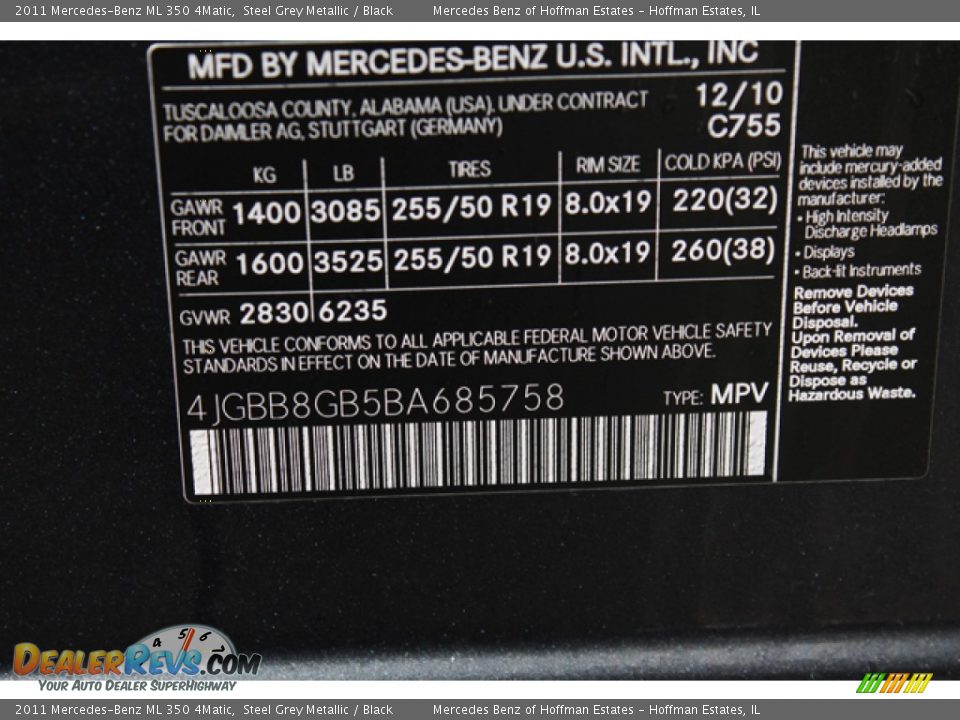 2011 Mercedes-Benz ML 350 4Matic,  Steel Grey Metallic / Black          Mercedes Benz of Hoffman Estates - Hoffman Estates, IL
MFD BY MERCEDES-BENZ U.S. INTL., INC
TUSCALOOSA COUNTY, ALABAMA (USA), UNDER CONTRACT 12/10
FOR DAIMLER AG, STUTTGART (GERMANY) C755
KG LB TIRES RIM SIZE COLD KPA (PSI)
GAWR FRONT 1400 3085 255/50 R19 8.0x19 220(32)
GAWR REAR 1600 3525 255/50 R19 8.0x19 260(38)
GVWR 2830 6235
THIS VEHICLE CONFORMS TO ALL APPLICABLE FEDERAL MOTOR VEHICLE SAFETY
STANDARDS IN EFFECT ON THE DATE OF MANUFACTURE SHOWN ABOVE.
4JGBB8GB5BA685758 TYPE: MPV
This vehicle may
include mercury-added
devices installed by the
manufacturer:
• High Intensity
Discharge Headlamps
• Displays
• Back-lit Instruments
Remove Devices
Before Vehicle
Disposal.
Upon Removal of
Devices Please
Reuse, Recycle or
Dispose as
Hazardous Waste.
4 5 6
DEALERREVS.COM
YOUR AUTO DEALER SUPERHIGHWAY
2011 Mercedes-Benz ML 350 4Matic,  Steel Grey Metallic / Black          Mercedes Benz of Hoffman Estates - Hoffman Estates, IL